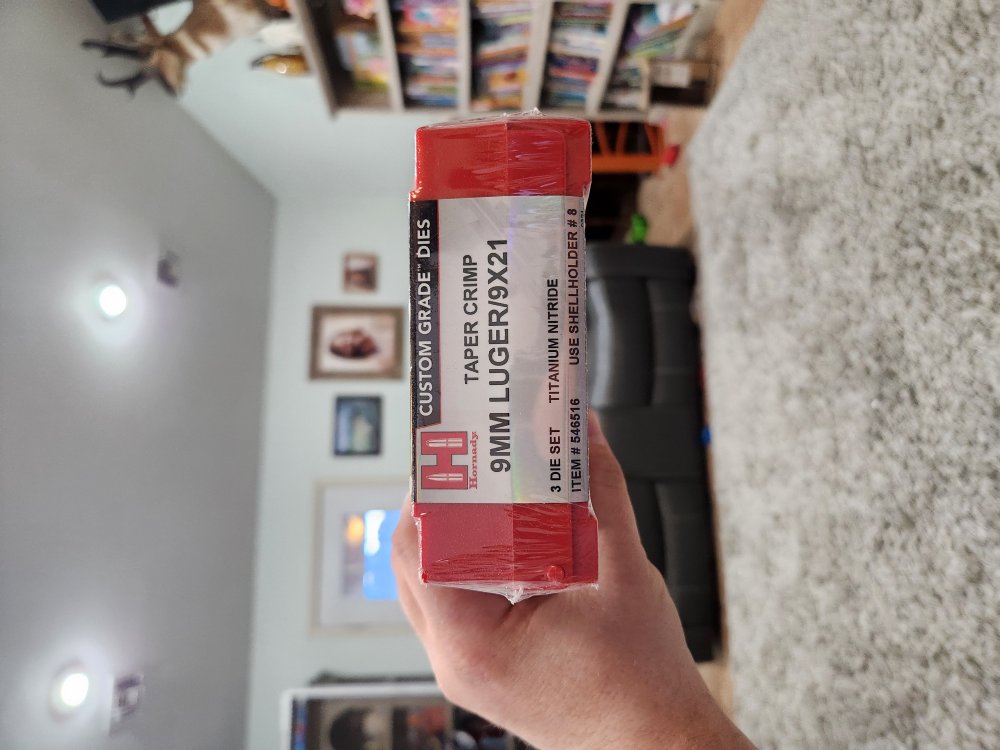 CUSTOM GRADE™ DIES
Hornady
TAPER CRIMP
9MM LUGER/9X21
3 DIE SET TITANIUM NITRIDE
ITEM # 546516 USE SHELLHOLDER # 8